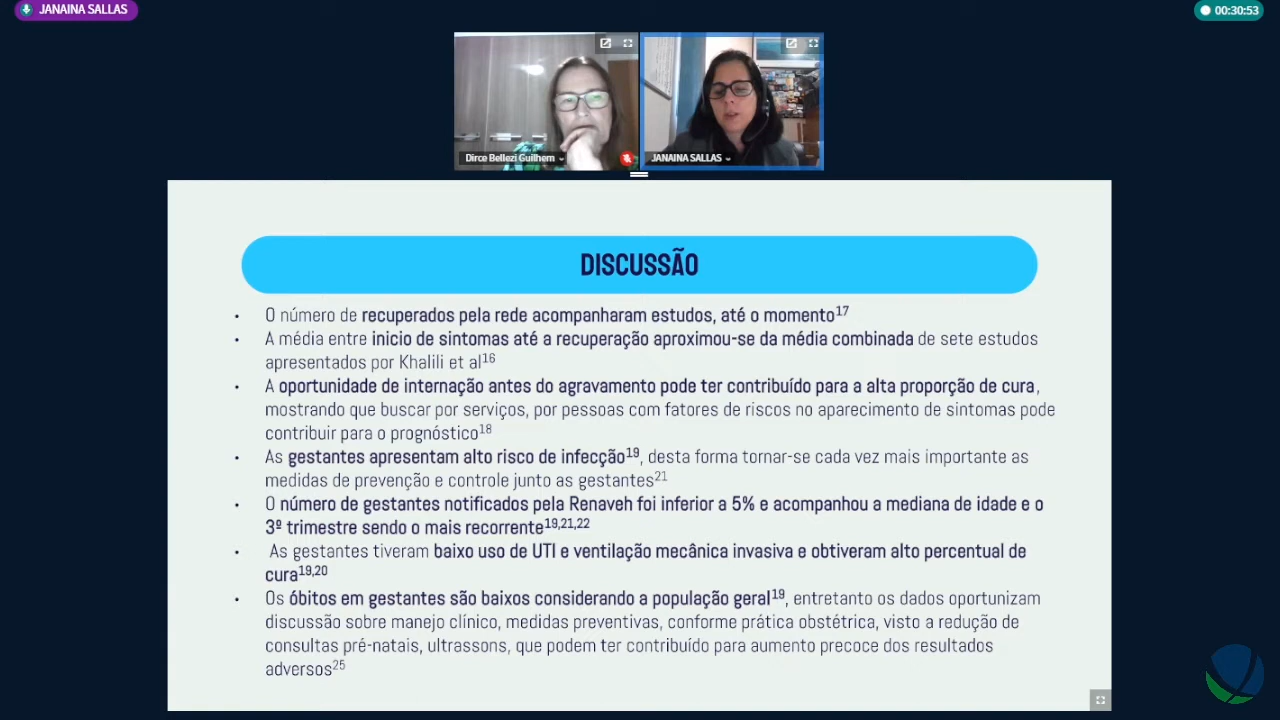 JANAINA SALLAS
00:30:53
Dirce Bellezi Guilhem
JANAINA SALLAS
DISCUSSÃO
• O número de recuperados pela rede acompanharam estudos, até o momento17
• A média entre inicio de sintomas até a recuperação aproximou-se da média combinada de sete estudos
apresentados por Khalili et al16
• A oportunidade de internação antes do agravamento pode ter contribuído para a alta proporção de cura,
mostrando que buscar por serviços, por pessoas com fatores de riscos no aparecimento de sintomas pode
contribuir para o prognóstico18
• As gestantes apresentam alto risco de infecção19, desta forma tornar-se cada vez mais importante as
medidas de prevenção e controle junto as gestantes21
• O número de gestantes notificados pela Renaveh foi inferior a 5% e acompanhou a mediana de idade e o
3º trimestre sendo o mais recorrente19,21,22
• As gestantes tiveram baixo uso de UTI e ventilação mecânica invasiva e obtiveram alto percentual de
cura19,20
• Os óbitos em gestantes são baixos considerando a população geral19, entretanto os dados oportunizam
discussão sobre manejo clínico, medidas preventivas, conforme prática obstétrica, visto a redução de
consultas pré-natais, ultrassons, que podem ter contribuído para aumento precoce dos resultados
adversos25